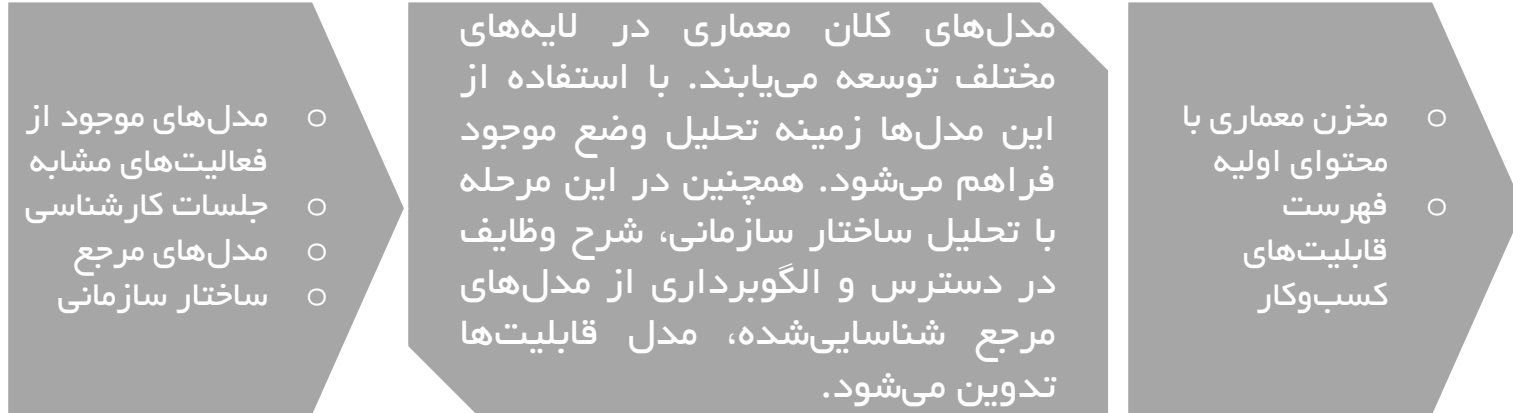 ○ مدل‌های موجود از
فعالیت‌های مشابه
○ جلسات کارشناسی
○ مدل‌های مرجع
○ ساختار سازمانی
مدل‌های کلان معماری در لایه‌های
مختلف توسعه می‌یابند. با استفاده از
این مدل‌ها زمینه تحلیل وضع موجود
فراهم می‌شود. همچنین در این مرحله
با تحلیل ساختار سازمانی، شرح وظایف
در دسترس و الگوبرداری از مدل‌های
مرجع شناسایی‌شده، مدل قابلیت‌ها
تدوین می‌شود.
○ مخزن معماری با
محتوای اولیه
○ فهرست
قابلیت‌های
کسب‌وکار